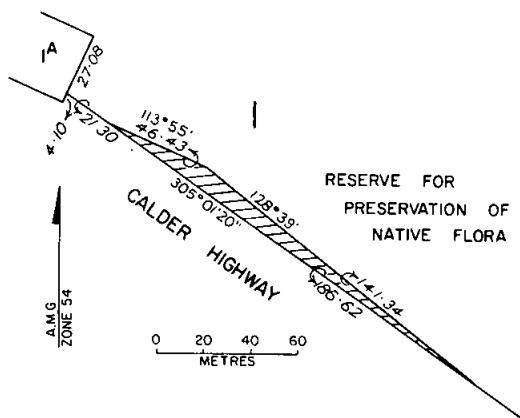 1A
27·08
4·10
21·30
113°55'
46·43
1
128°39'
305°01'20"
141·34
186·62
RESERVE FOR
PRESERVATION OF
NATIVE FLORA
CALDER HIGHWAY
A.M.G
ZONE 54
0 20 40 60
METRES